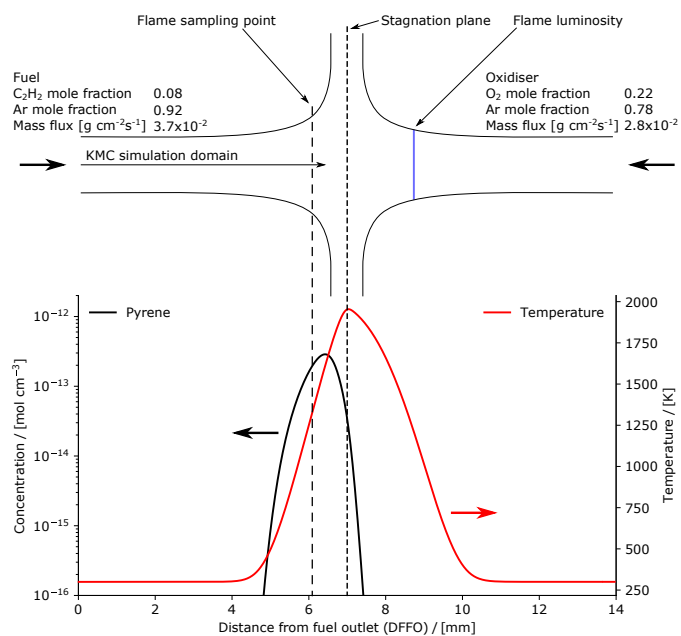 Flame sampling point
Stagnation plane
Flame luminosity
Fuel
C₂H₂ mole fraction 0.08
Ar mole fraction 0.92
Mass flux [g cm⁻²s⁻¹] 3.7x10⁻²
Oxidiser
O₂ mole fraction 0.22
Ar mole fraction 0.78
Mass flux [g cm⁻²s⁻¹] 2.8x10⁻²
KMC simulation domain
Pyrene
Temperature
Concentration / [mol cm⁻³]
10⁻¹²
10⁻¹³
10⁻¹⁴
10⁻¹⁵
10⁻¹⁶
2000
1750
1500
1250
1000
750
500
250
Temperature / [K]
0 2 4 6 8 10 12 14
Distance from fuel outlet (DFFO) / [mm]